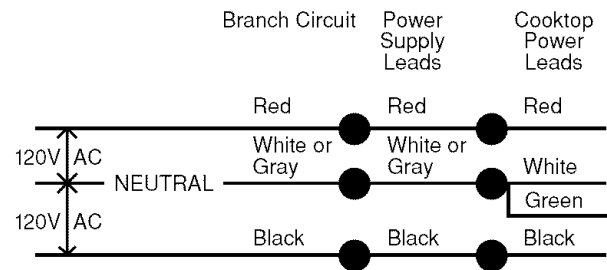 Branch Circuit
Power
Supply
Leads
Cooktop
Power
Leads
Red
Red
Red
120V AC
White or
Gray
White or
Gray
White
NEUTRAL
Green
120V AC
Black
Black
Black